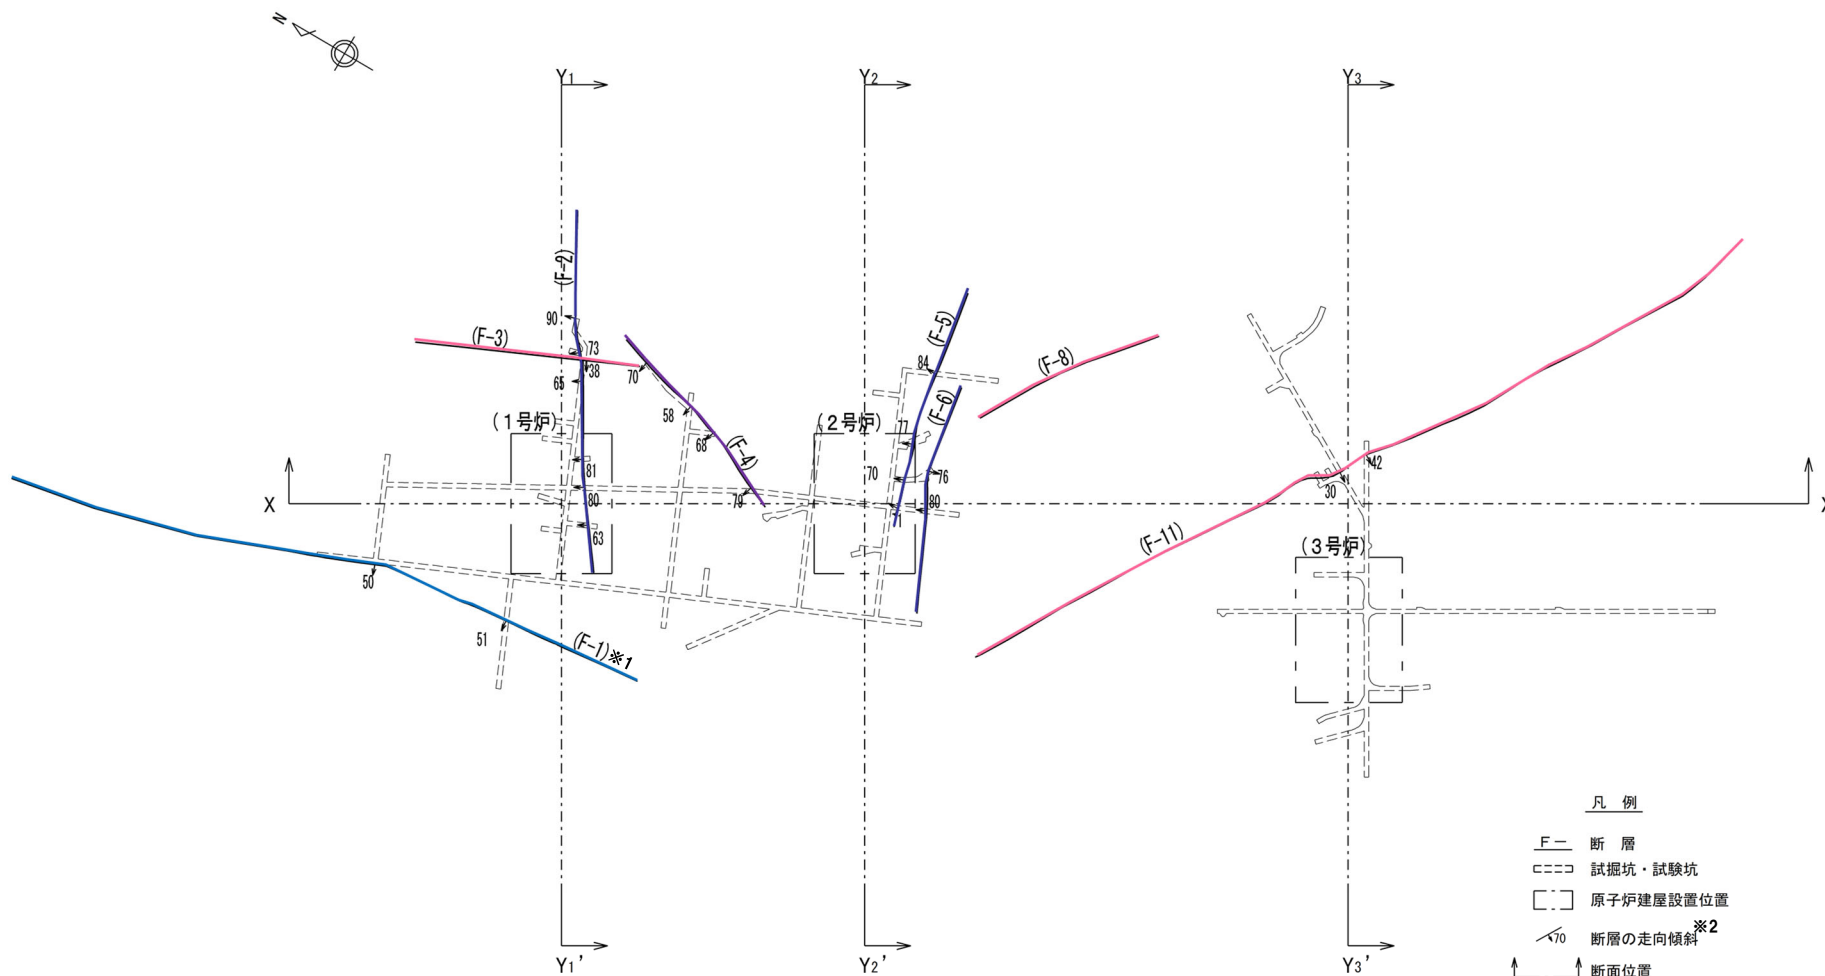 N
Y1
Y2
Y3
(F-2)
90
(F-3)
73
38
65
70
58
68
(F-4)
79
(1号炉)
81
80
63
(F-5)
84
(F-6)
(2号炉)
77
70
76
80
71
(F-8)
42
30
(F-11)
(3号炉)
X
50
51
(F-1)※1
凡 例
F- 断 層
試掘坑・試験坑
原子炉建屋設置位置
70 断層の走向傾斜※2
断面位置
Y1'
Y2'
Y3'